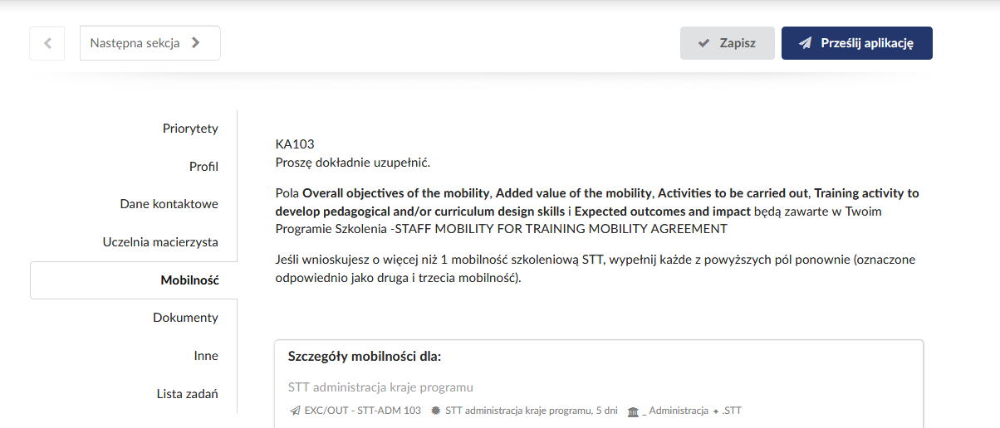 Następna sekcja
Zapisz
Prześlij aplikację
Priorytety
Profil
Dane kontaktowe
Uczelnia macierzysta
Mobilność
Dokumenty
Inne
Lista zadań
KA103
Proszę dokładnie uzupełnić.
Pola Overall objectives of the mobility, Added value of the mobility, Activities to be carried out, Training activity to
develop pedagogical and/or curriculum design skills i Expected outcomes and impact będą zawarte w Twoim
Programie Szkolenia -STAFF MOBILITY FOR TRAINING MOBILITY AGREEMENT
Jeśli wnioskujesz o więcej niż 1 mobilność szkoleniową STT, wypełnij każde z powyższych pól ponownie (oznaczone
odpowiednio jako druga i trzecia mobilność).
Szczegóły mobilności dla:
STT administracja kraje programu
EXC/OUT - STT-ADM 103 STT administracja kraje programu, 5 dni _ Administracja .STT